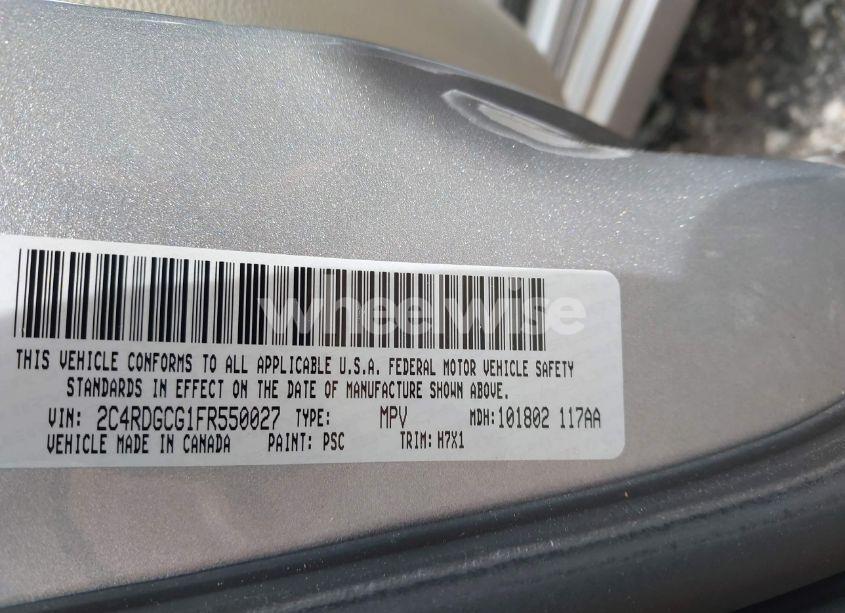 wheelwise
THIS VEHICLE CONFORMS TO ALL APPLICABLE U.S.A. FEDERAL MOTOR VEHICLE SAFETY
STANDARDS IN EFFECT ON THE DATE OF MANUFACTURE SHOWN ABOVE.
VIN: 2C4RDGCG1FR550027 TYPE: MPV MDH:101802 117AA
VEHICLE MADE IN CANADA PAINT: PSC TRIM: H7X1